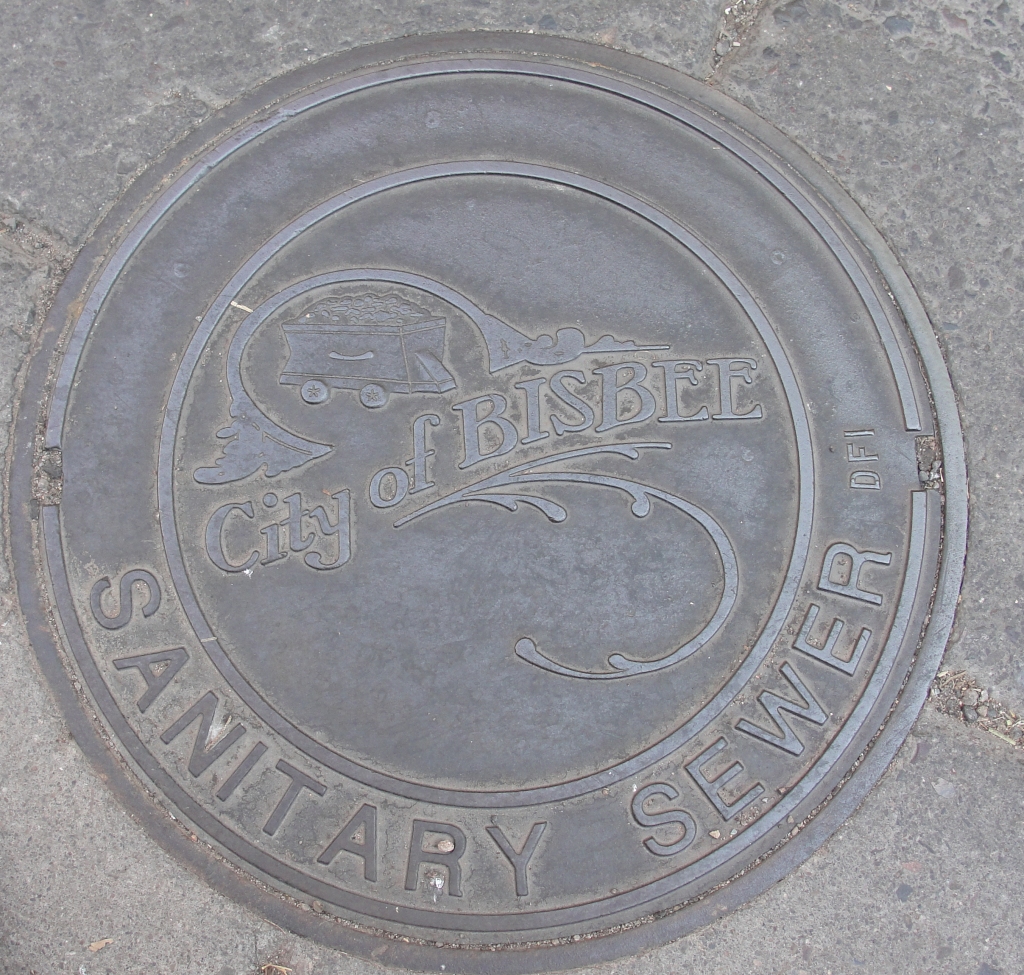 City of BISBEE
DFI
SANITARY SEWER